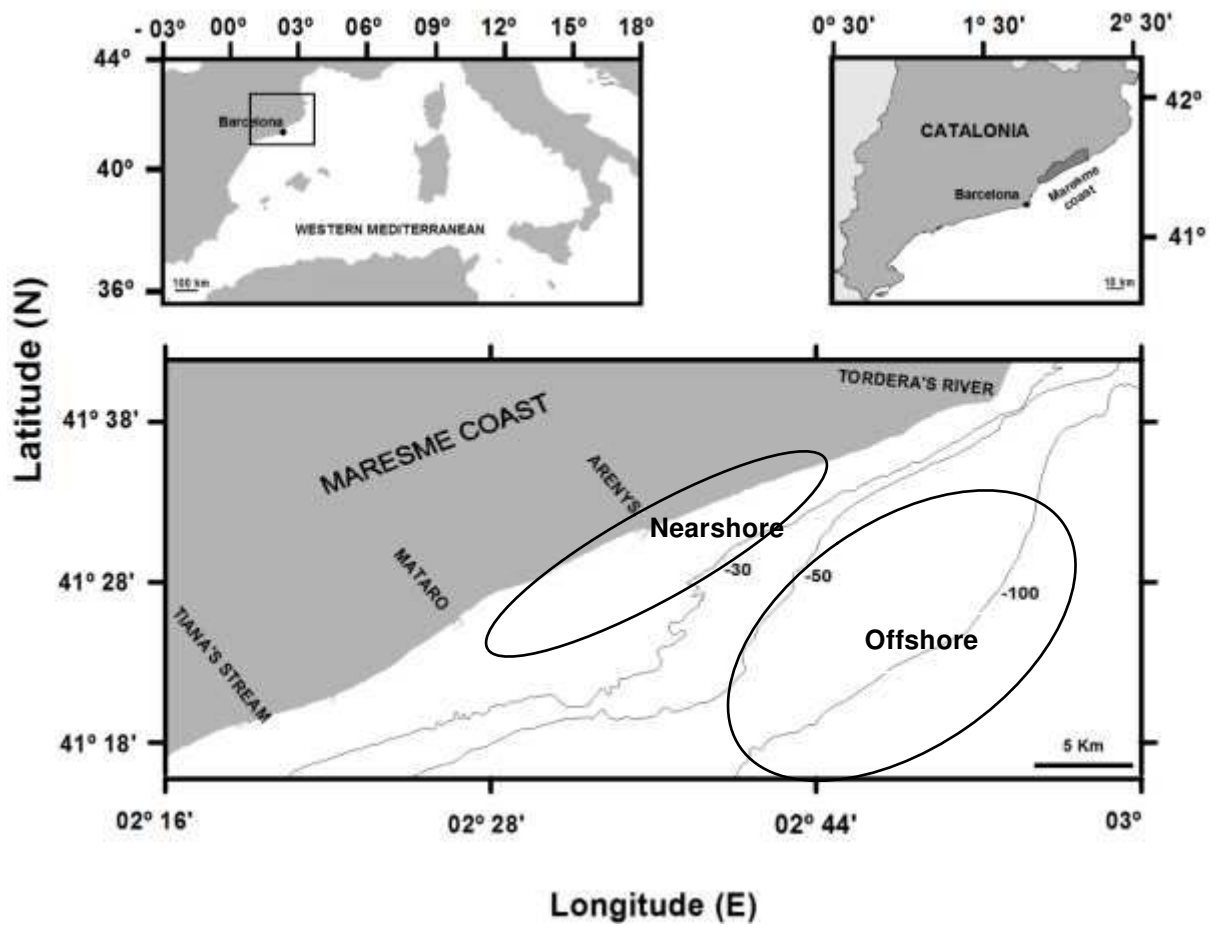 - 03º 00º 03º 06º 09º 12º 15º 18º
44º
40º
36º
Barcelona
WESTERN MEDITERRANEAN
100 km
0º 30' 1º 30' 2º 30'
42º
41º
CATALONIA
Barcelona
Maresme
coast
10 km
Latitude (N)
41º 38'
41º 28'
41º 18'
TORDERA'S RIVER
MARESME COAST
ARENYS
Nearshore
MATARO
-30
-50
-100
TIANA'S STREAM
Offshore
5 Km
02º 16' 02º 28' 02º 44' 03º
Longitude (E)